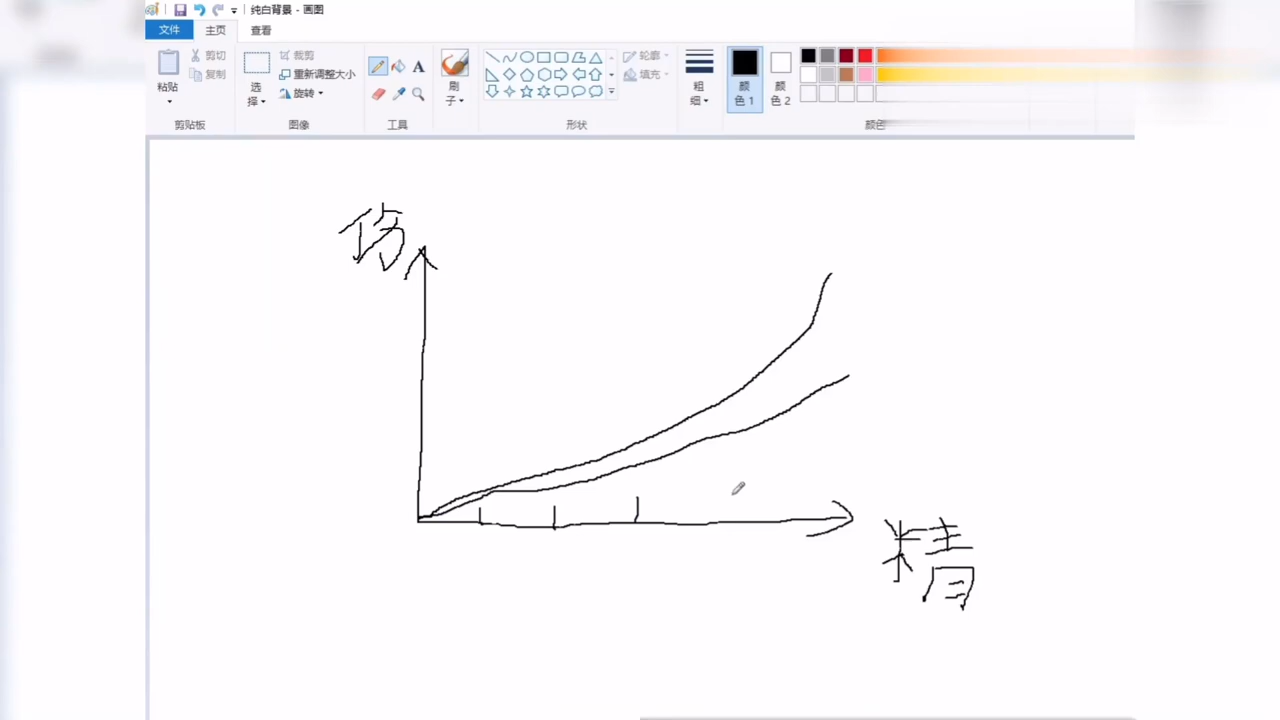 纯白背景 - 画图
文件 主页 查看
粘贴
剪切
复制
剪贴板
选择
裁剪
重新调整大小
旋转
图像
A
工具
刷子
轮廓
填充
形状
粗细
颜色 1
颜色 2
颜色
伤
精